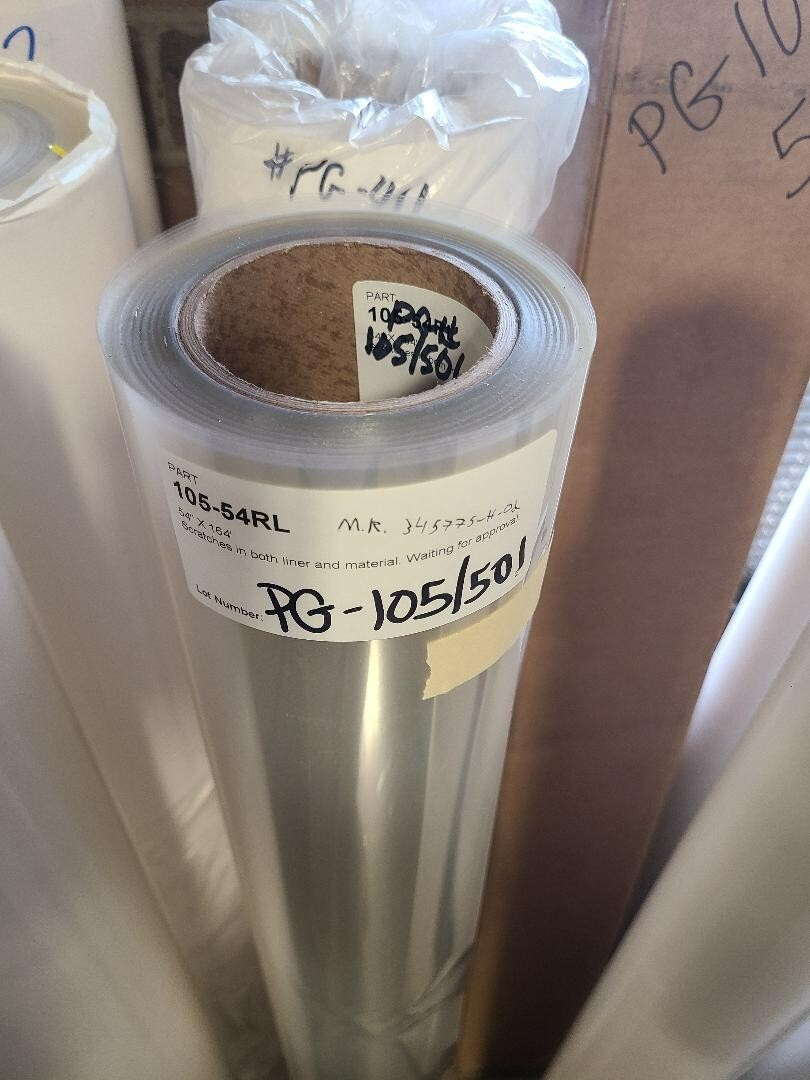 PG-10
#PG-401
PART
105/501
PART
105-54RL
54" X 164'
M.R. 345775-H-02
Scratches in both liner and material. Waiting for approval
Lot Number: PG-105/501